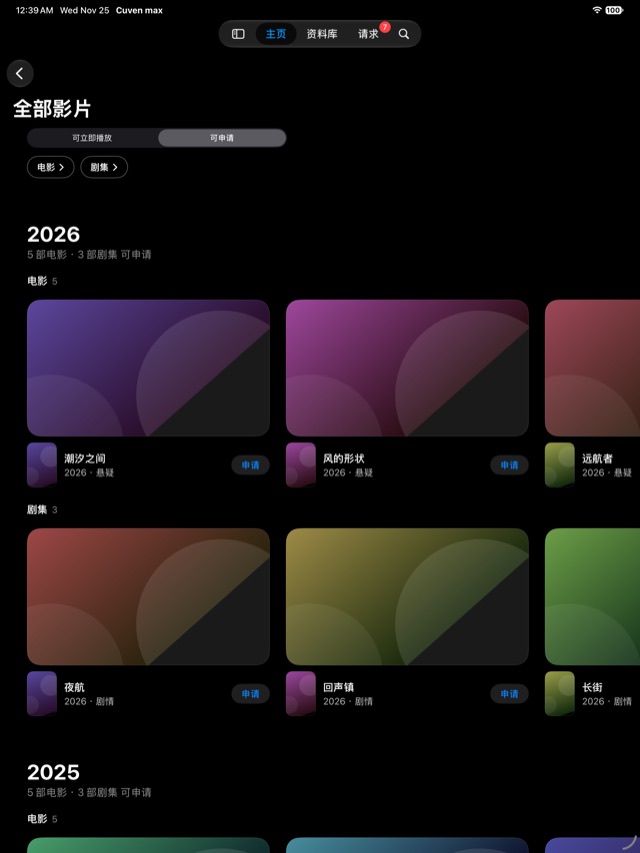 12:39 AM Wed Nov 25 Cuven max 100
主页 资料库 请求 7
全部影片
可立即播放 可申请
电影 剧集
2026
5 部电影 · 3 部剧集 可申请
电影 5
潮汐之间 申请 风的形状 申请 远航者
2026 · 悬疑 2026 · 悬疑 2026 · 悬疑
剧集 3
夜航 申请 回声镇 申请 长街
2026 · 剧情 2026 · 剧情 2026 · 剧情
2025
5 部电影 · 3 部剧集 可申请
电影 5